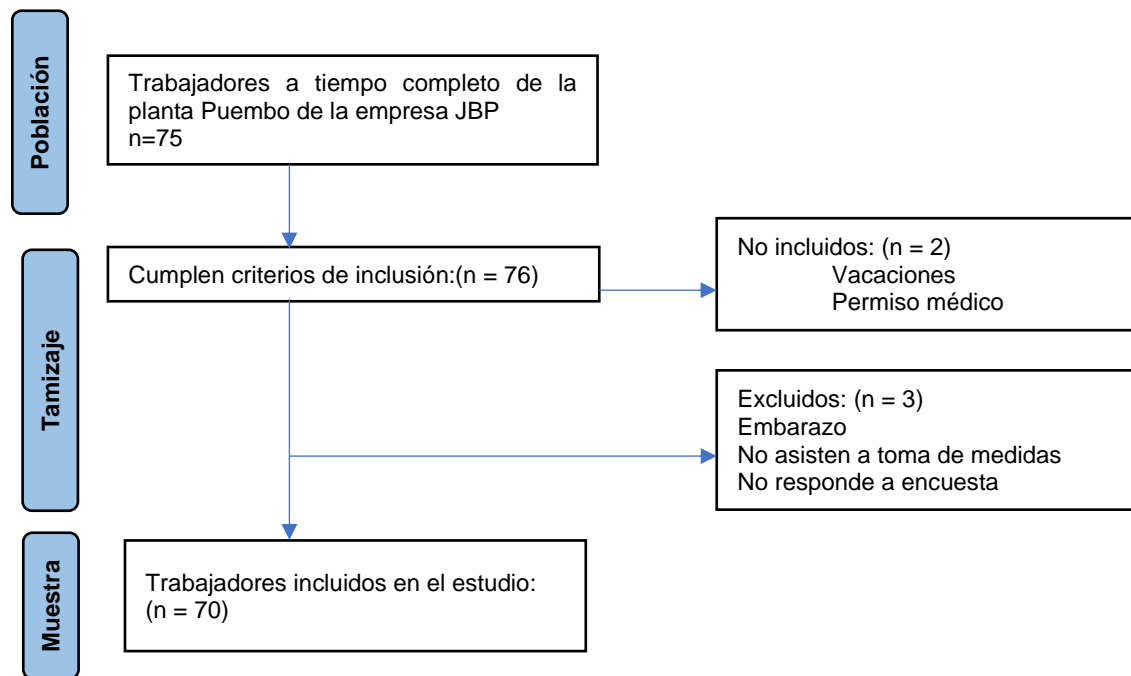 Población
Trabajadores a tiempo completo de la
planta Puembo de la empresa JBP
n=75
Tamizaje
Cumplen criterios de inclusión:(n = 76)
No incluidos: (n = 2)
Vacaciones
Permiso médico
Excluidos: (n = 3)
Embarazo
No asisten a toma de medidas
No responde a encuesta
Muestra
Trabajadores incluidos en el estudio:
(n = 70)